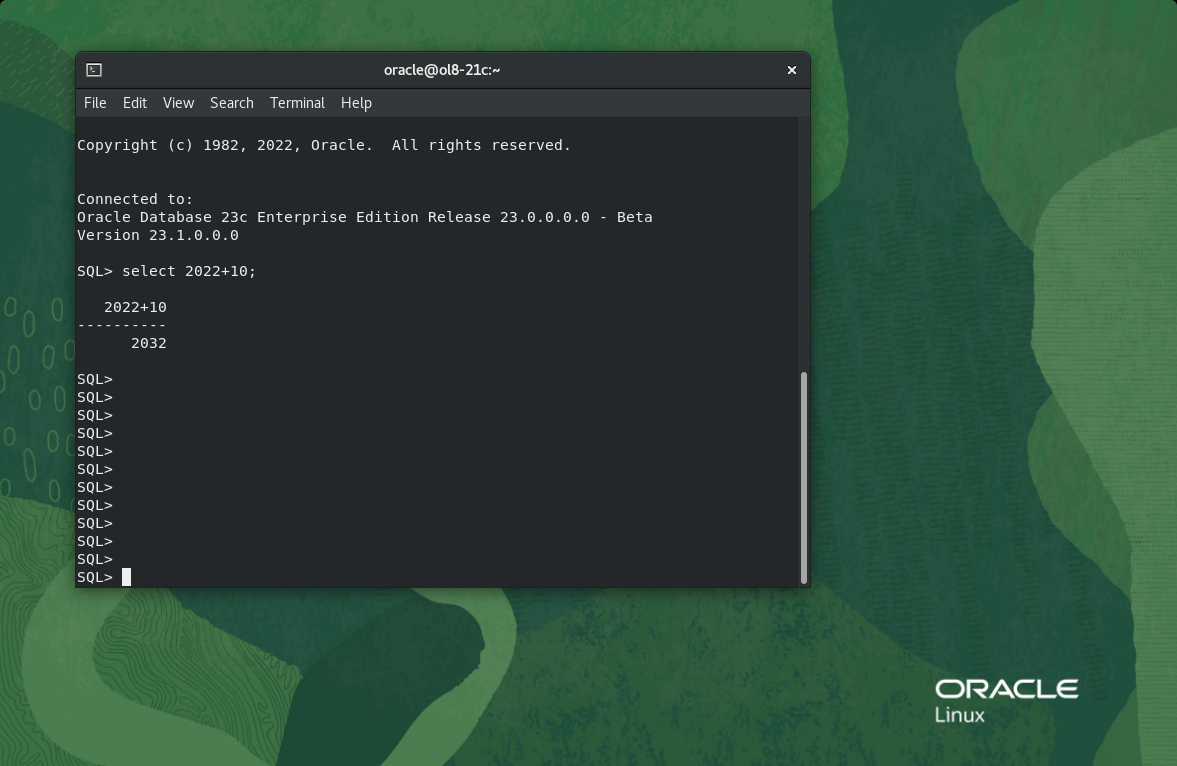 oracle@ol8-21c:~
File Edit View Search Terminal Help
Copyright (c) 1982, 2022, Oracle.  All rights reserved.
Connected to:
Oracle Database 23c Enterprise Edition Release 23.0.0.0.0 - Beta
Version 23.1.0.0.0
SQL> select 2022+10;
2022+10
----------
2032
SQL>
SQL>
SQL>
SQL>
SQL>
SQL>
SQL>
SQL>
SQL>
SQL>
SQL>
SQL>
ORACLE
Linux